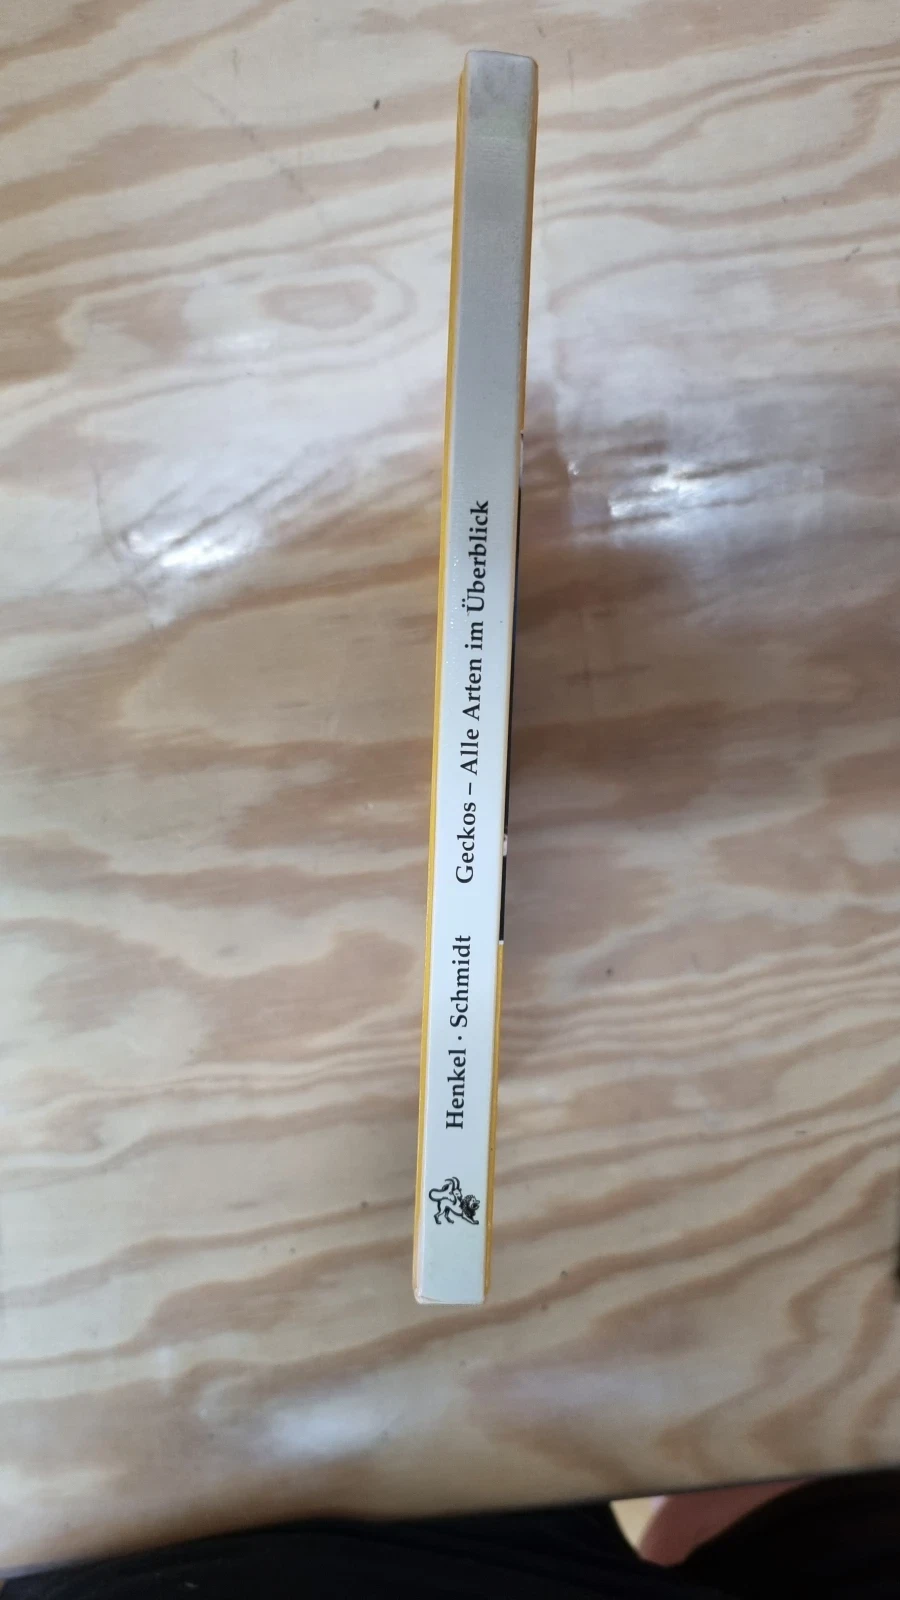 Henkel · Schmidt Geckos – Alle Arten im Überblick